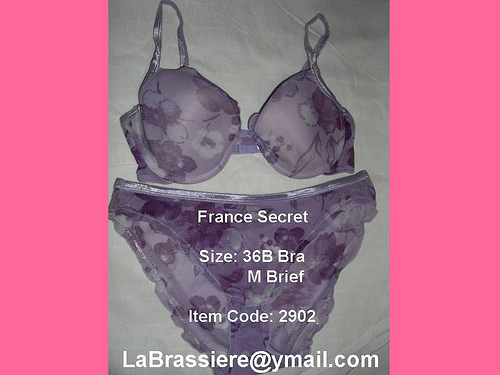 France Secret
Size: 36B Bra
M Brief
Item Code: 2902
LaBrassiere@ymail.com